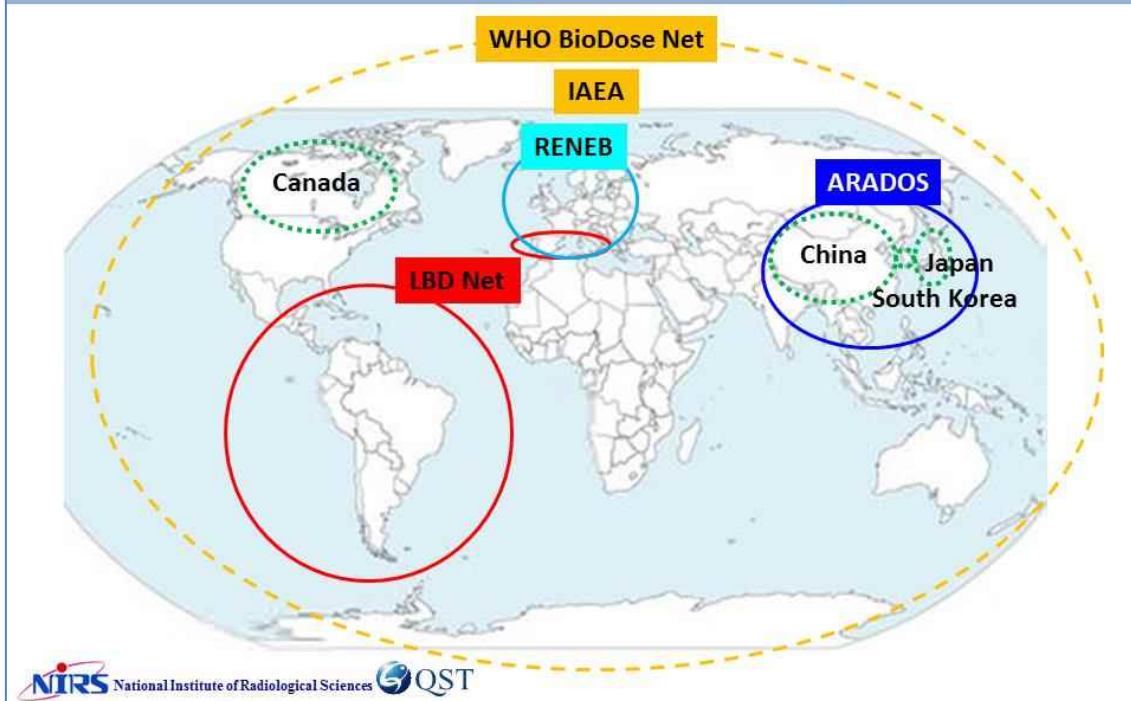 WHO BioDose Net
IAEA
RENEB
Canada
ARADOS
China
Japan
South Korea
LBD Net
NIRS National Institute of Radiological Sciences QST